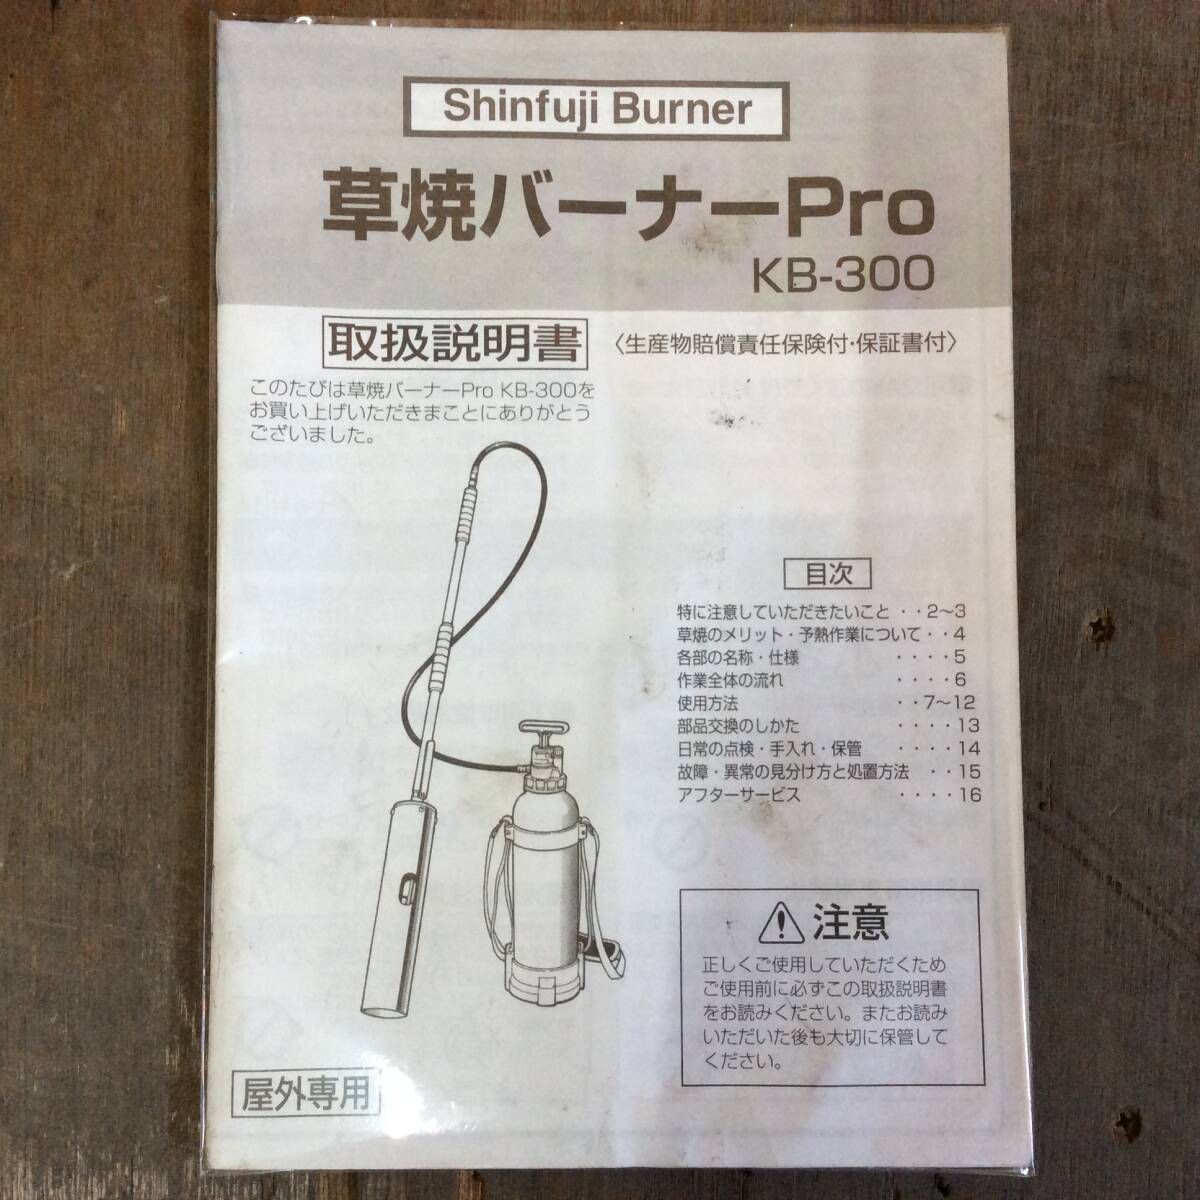 Shinfuji Burner
草焼バーナーPro
KB-300
取扱説明書
〈生産物賠償責任保険付・保証書付〉
このたびは草焼バーナーPro KB-300を
お買い上げいただきまことにありがとう
ございました。
目次
特に注意していただきたいこと ・・2〜3
草焼のメリット・予熱作業について・・4
各部の名称・仕様 ・・・・5
作業全体の流れ ・・・・6
使用方法 ・・7〜12
部品交換のしかた ・・・・13
日常の点検・手入れ・保管 ・・・・14
故障・異常の見分け方と処置方法 ・・15
アフターサービス ・・・・16
注意
正しくご使用していただくため
ご使用前に必ずこの取扱説明書
をお読みください。またお読み
いただいた後も大切に保管して
ください。
屋外専用